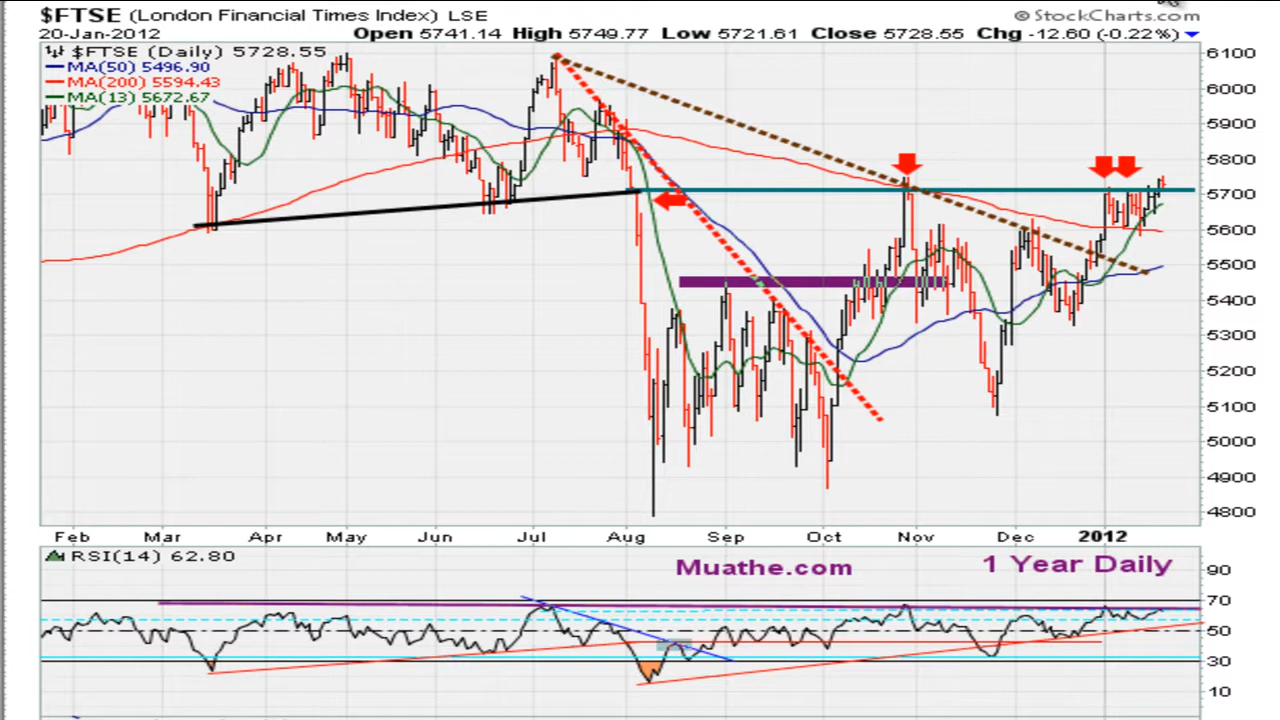 $FTSE (London Financial Times Index) LSE
© StockCharts.com
20-Jan-2012
Open 5741.14 High 5749.77 Low 5721.61 Close 5728.55 Chg -12.60 (-0.22%)
$FTSE (Daily) 5728.55
MA(50) 5496.90
MA(200) 5594.43
MA(13) 5672.67
6100
6000
5900
5800
5700
5600
5500
5400
5300
5200
5100
5000
4900
4800
Feb Mar Apr May Jun Jul Aug Sep Oct Nov Dec 2012
RSI(14) 62.80
Muathe.com
1 Year Daily
90
70
50
30
10